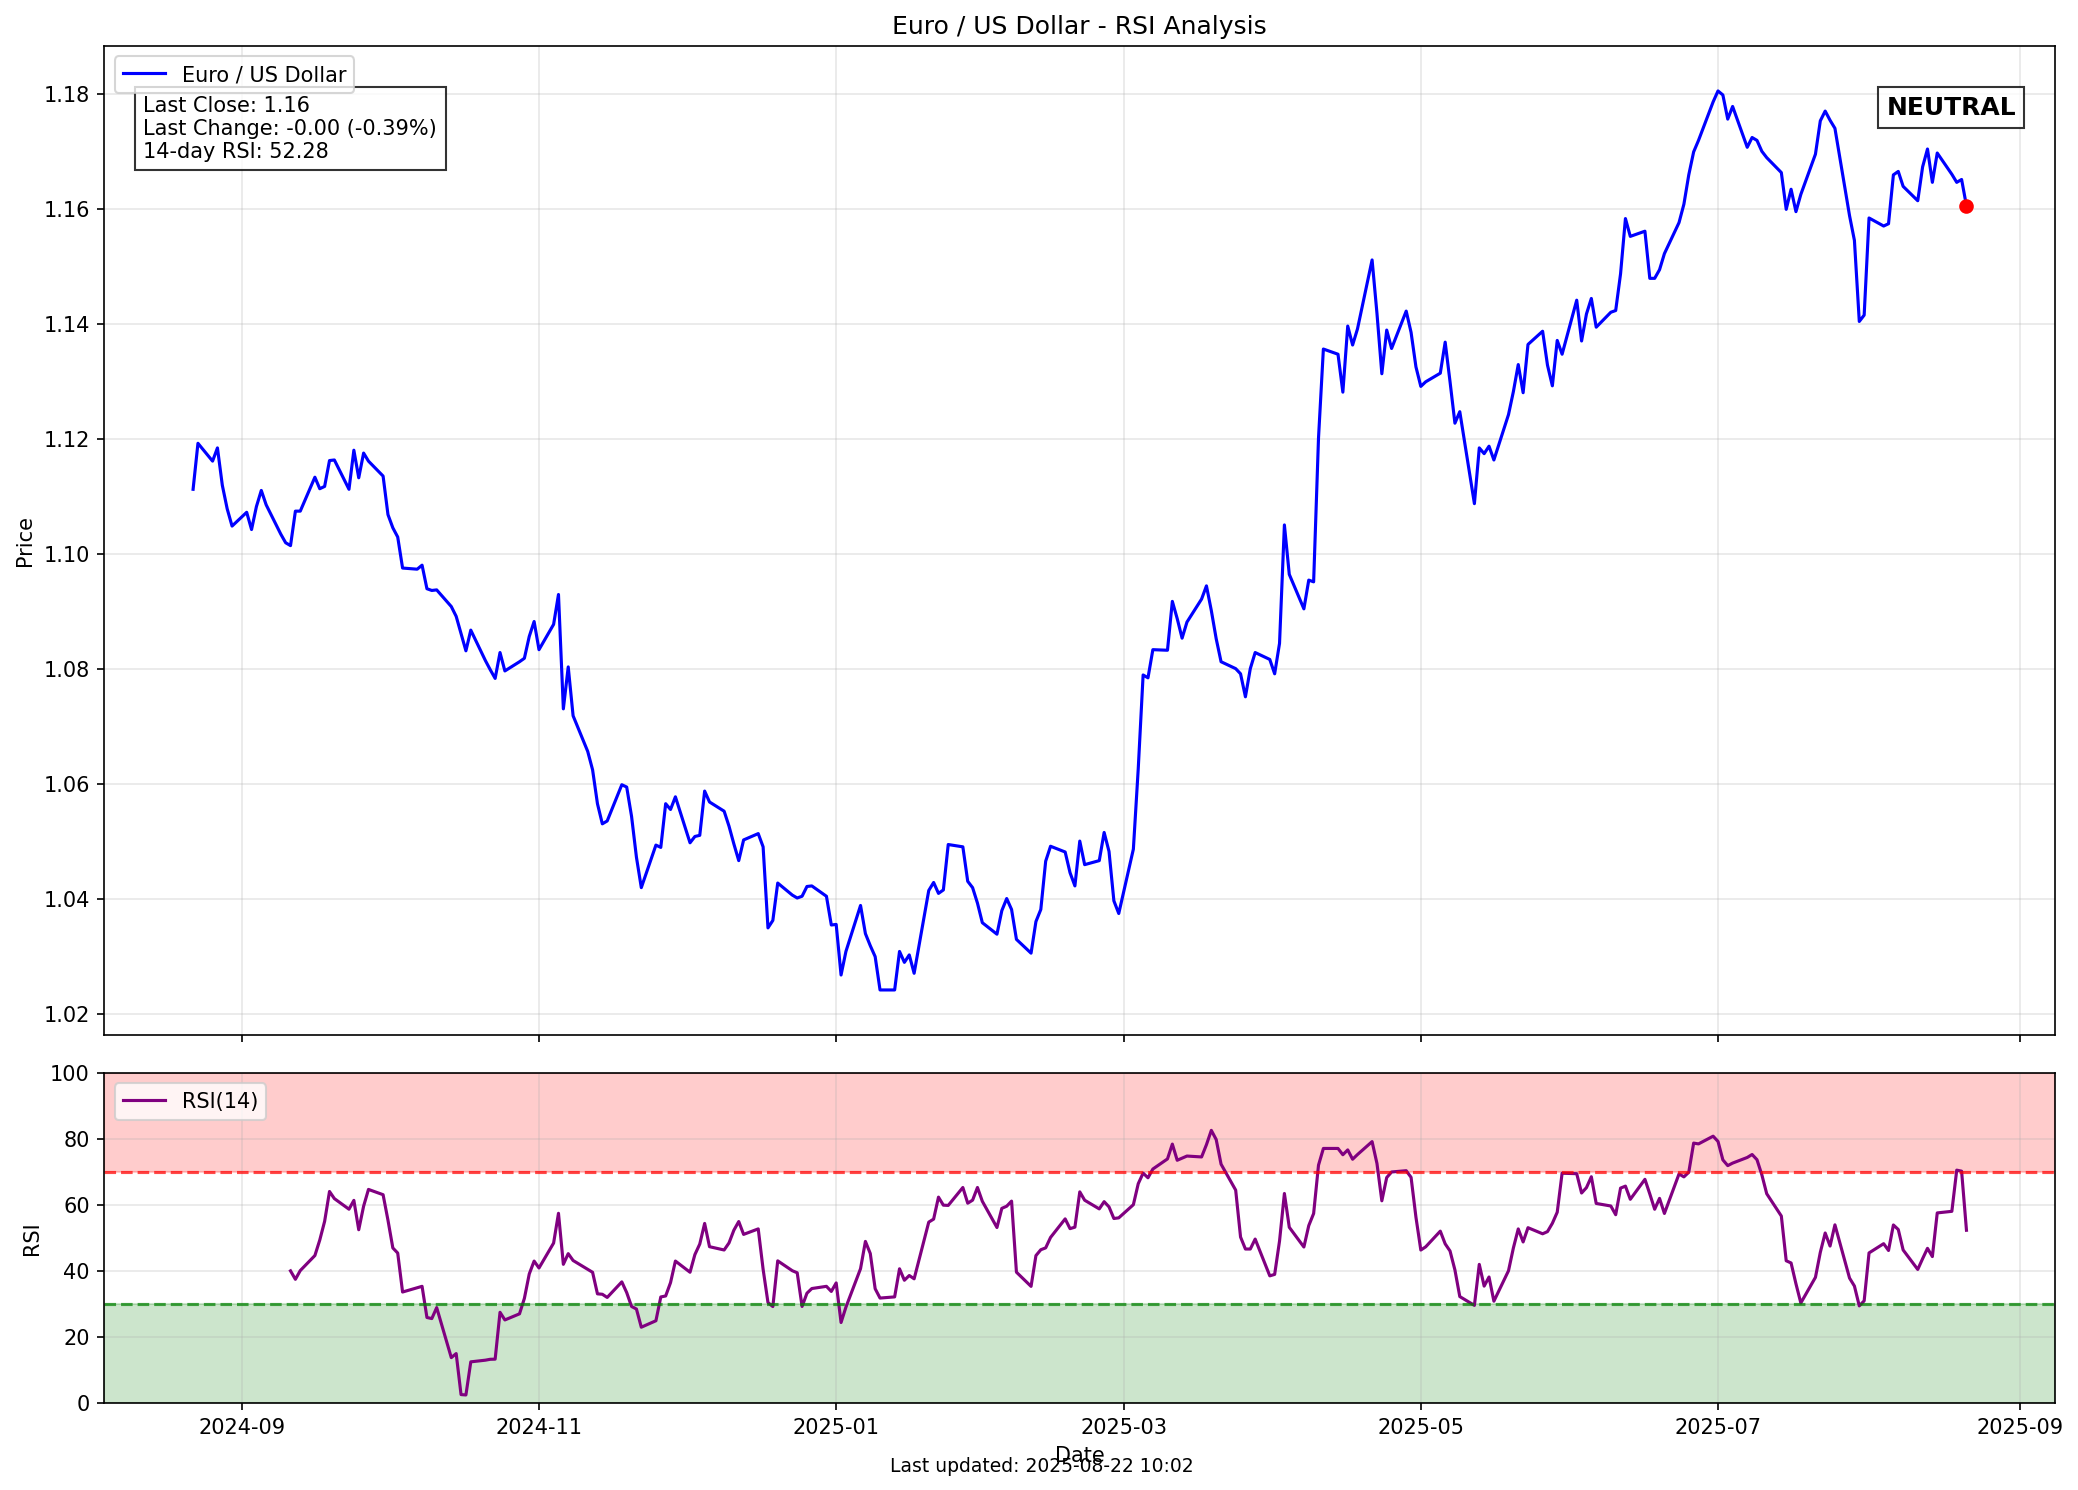 Euro / US Dollar - RSI Analysis
Euro / US Dollar
Last Close: 1.16
Last Change: -0.00 (-0.39%)
14-day RSI: 52.28
NEUTRAL
1.18
1.16
1.14
1.12
1.10
1.08
1.06
1.04
1.02
Price
RSI(14)
100
80
60
40
20
0
RSI
2024-09
2024-11
2025-01
2025-03
2025-05
2025-07
2025-09
Date
Last updated: 2025-08-22 10:02